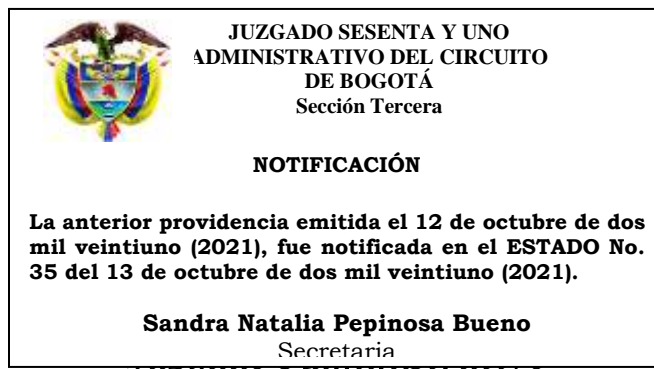 JUZGADO SESENTA Y UNO
ADMINISTRATIVO DEL CIRCUITO
DE BOGOTÁ
Sección Tercera
NOTIFICACIÓN
La anterior providencia emitida el 12 de octubre de dos
mil veintiuno (2021), fue notificada en el ESTADO No.
35 del 13 de octubre de dos mil veintiuno (2021).
Sandra Natalia Pepinosa Bueno
Secretaria